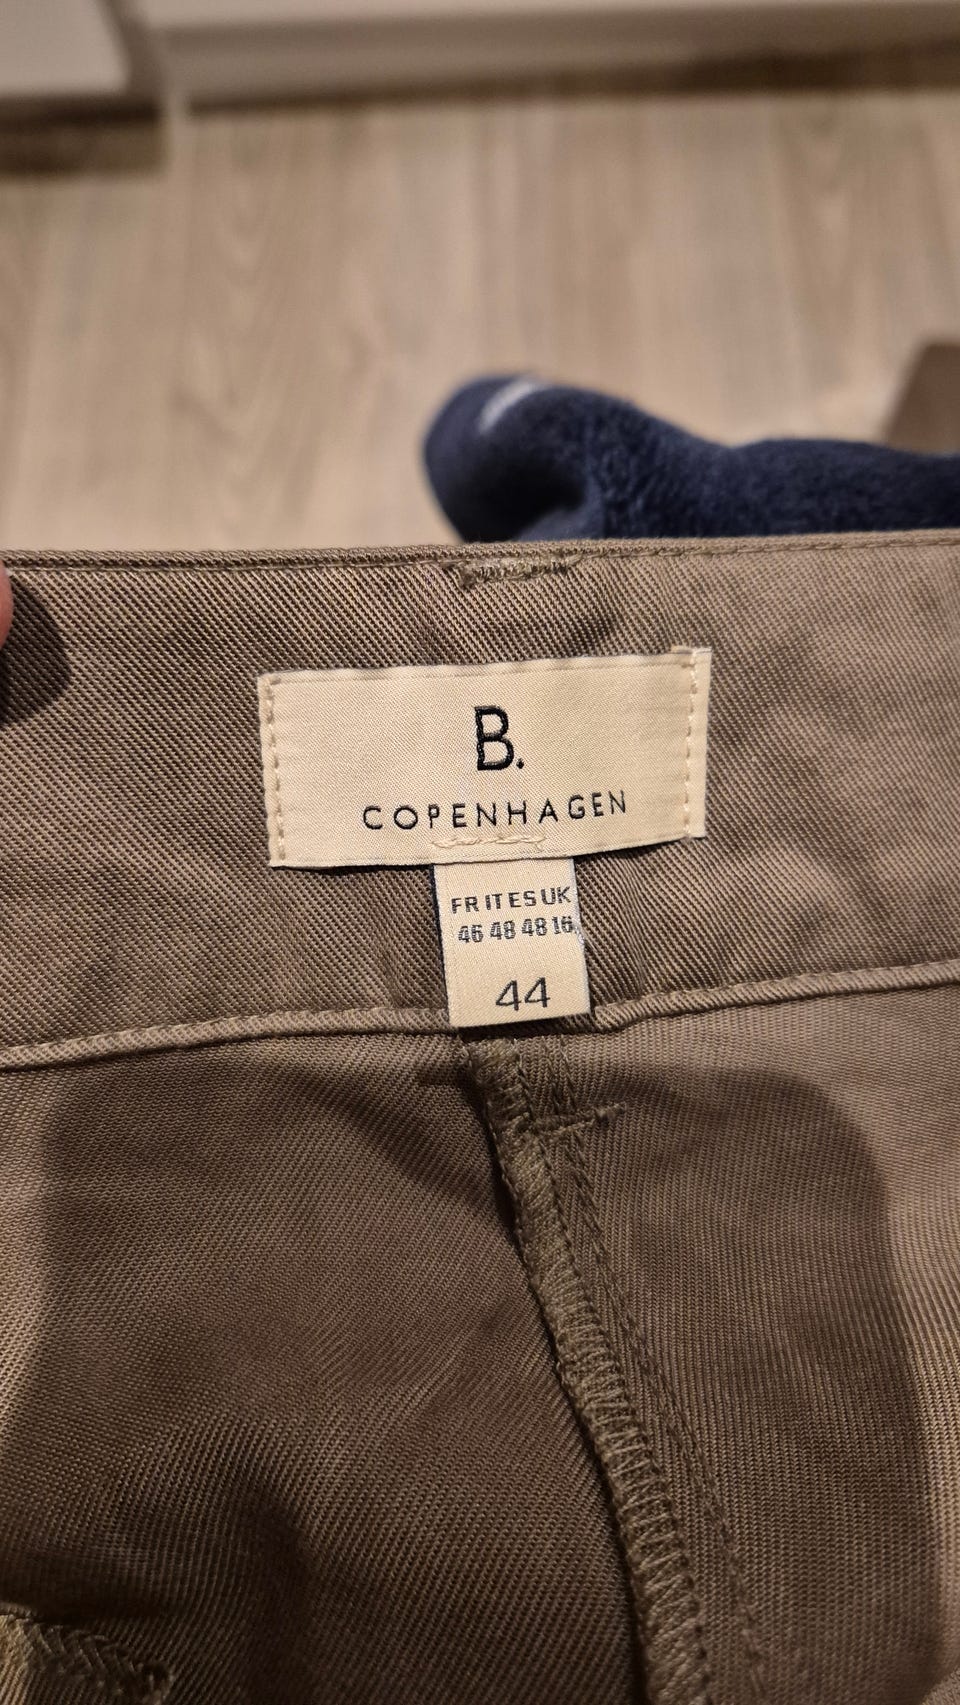 B.
COPENHAGEN
FR IT ES UK
46 48 48 16
44